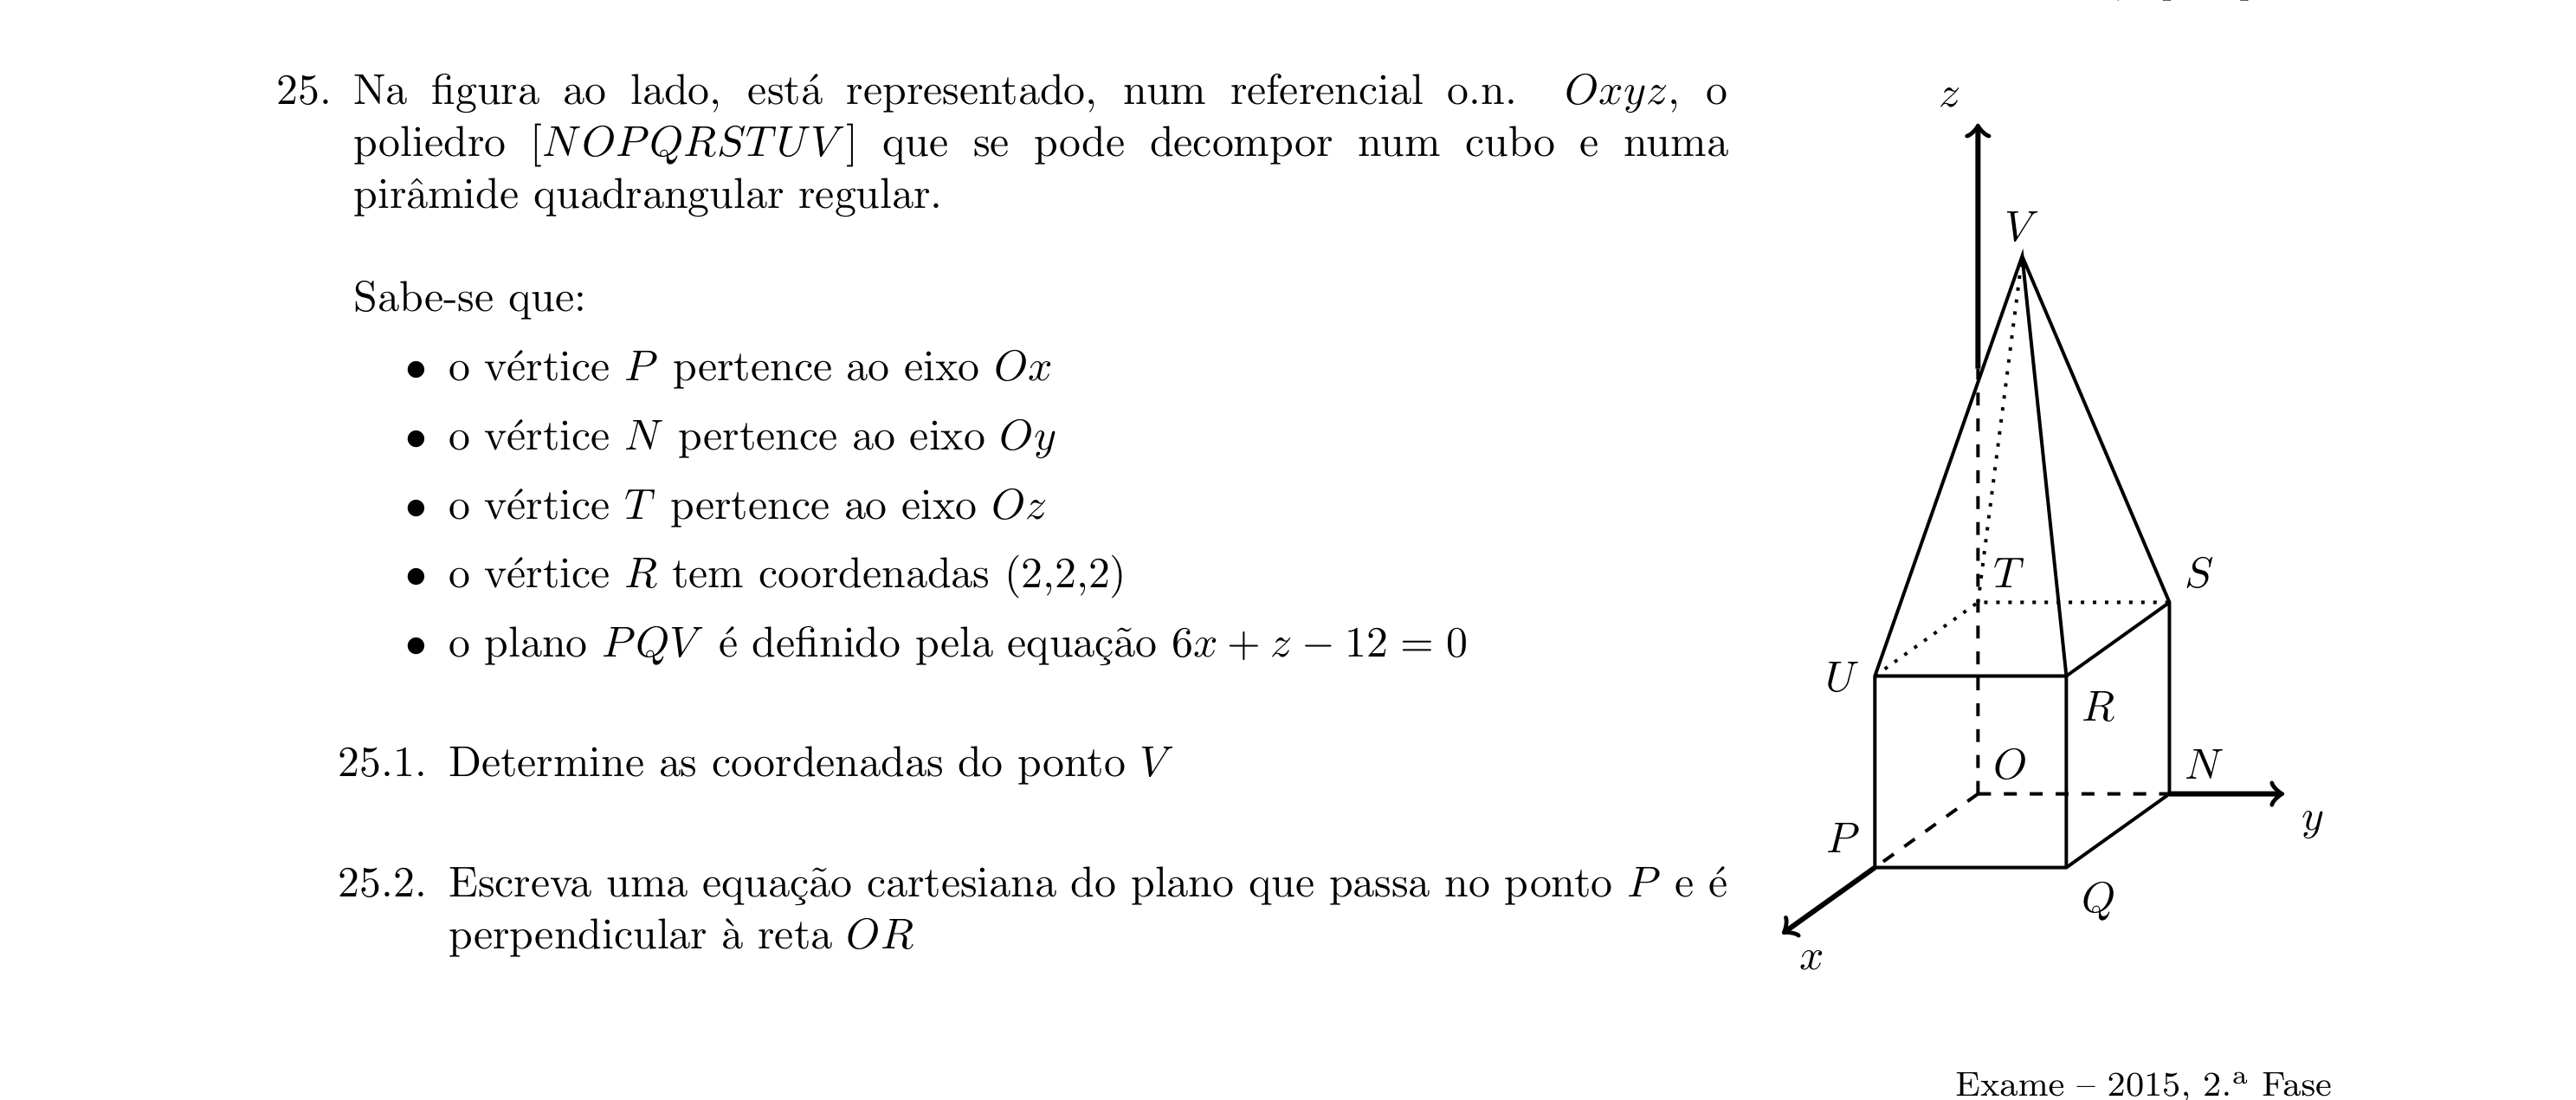 25. Na figura ao lado, está representado, num referencial o.n. Oxyz, o
poliedro [NOPQRSTUV] que se pode decompor num cubo e numa
pirâmide quadrangular regular.
Sabe-se que:
• o vértice P pertence ao eixo Ox
• o vértice N pertence ao eixo Oy
• o vértice T pertence ao eixo Oz
• o vértice R tem coordenadas (2,2,2)
• o plano PQV é definido pela equação 6x + z − 12 = 0
25.1. Determine as coordenadas do ponto V
25.2. Escreva uma equação cartesiana do plano que passa no ponto P e é
perpendicular à reta OR
z
V
T
S
U
R
O
N
P
y
Q
x
Exame – 2015, 2.ª Fase